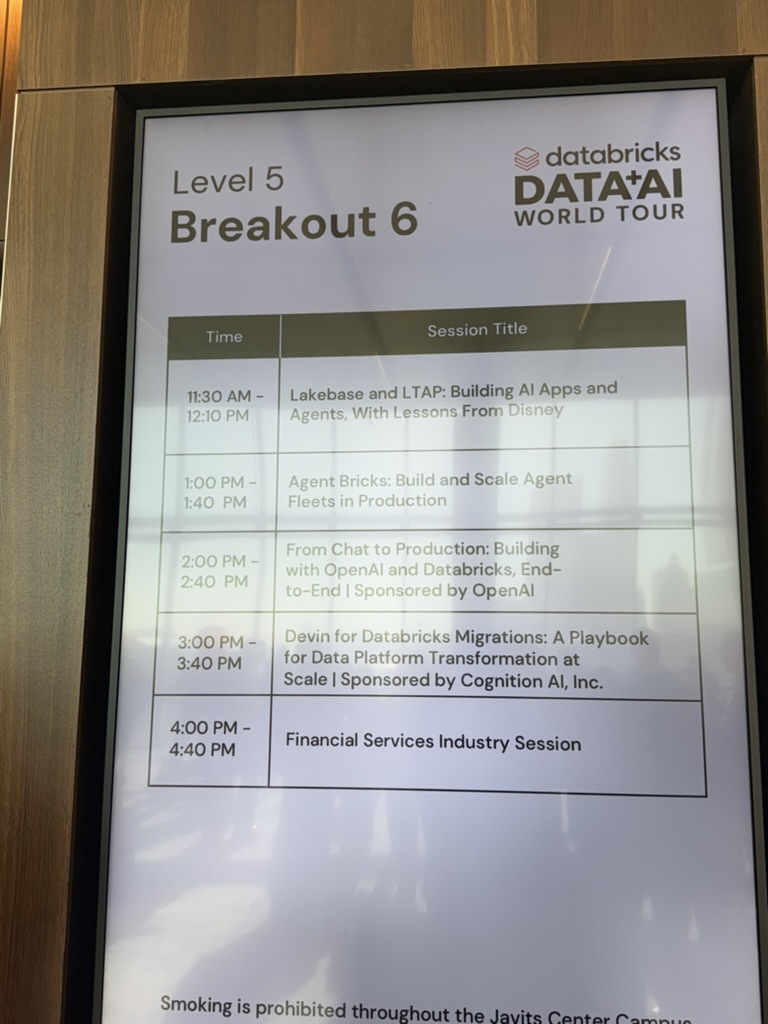 Level 5
Breakout 6
databricks
DATA+AI
WORLD TOUR
Time
Session Title
11:30 AM –
12:10 PM
Lakebase and LTAP: Building AI Apps and
Agents, With Lessons From Disney
1:00 PM –
1:40 PM
Agent Bricks: Build and Scale Agent
Fleets in Production
2:00 PM –
2:40 PM
From Chat to Production: Building
with OpenAI and Databricks, End-
to-End | Sponsored by OpenAI
3:00 PM –
3:40 PM
Devin for Databricks Migrations: A Playbook
for Data Platform Transformation at
Scale | Sponsored by Cognition AI, Inc.
4:00 PM –
4:40 PM
Financial Services Industry Session
Smoking is prohibited throughout the Javits Center Campus